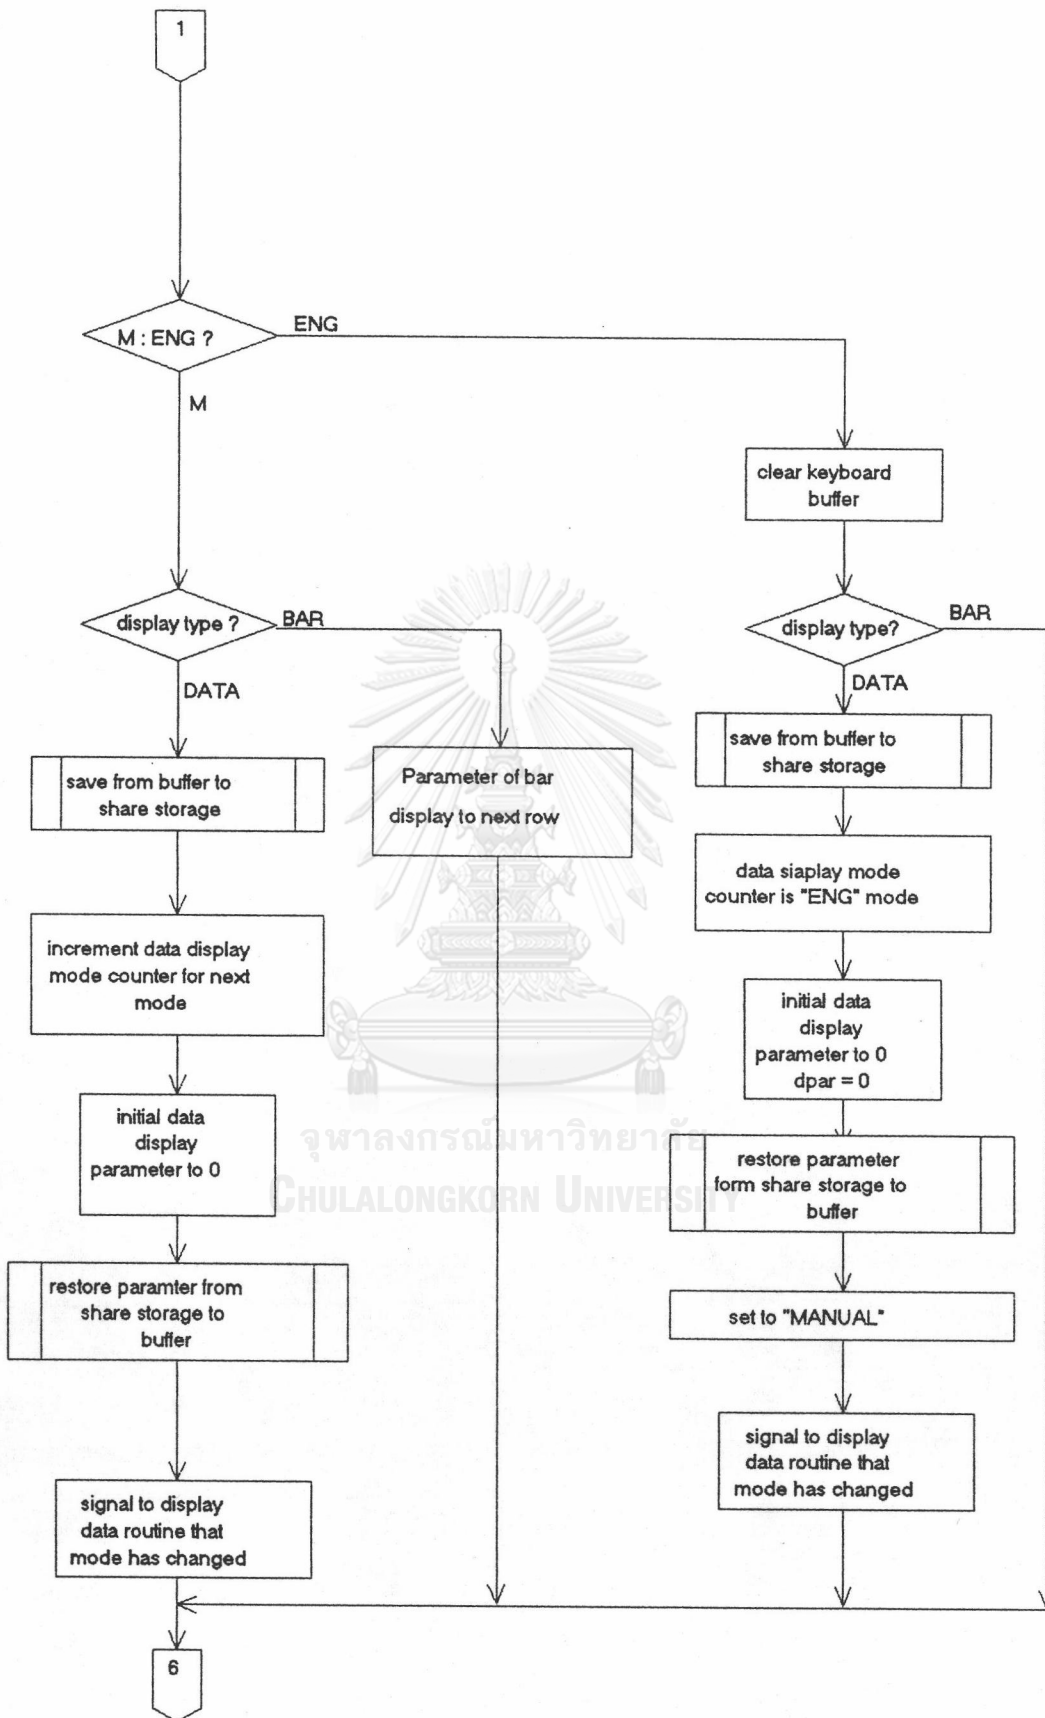 1
M : ENG ?
ENG
M
clear keyboard
buffer
display type ?
BAR
display type?
BAR
DATA
DATA
save from buffer to
share storage
Parameter of bar
display to next row
save from buffer to
share storage
data siaplay mode
counter is "ENG" mode
increment data display
mode counter for next
mode
initial data
display
parameter to 0
dpar = 0
initial data
display
parameter to 0
จุฬาลงกรณ์มหาวิทยาลัย
CHULALONGKORN UNIVERSITY
restore parameter
form share storage to
buffer
restore paramter from
share storage to
buffer
set to "MANUAL"
signal to display
data routine that
mode has changed
signal to display
data routine that
mode has changed
6